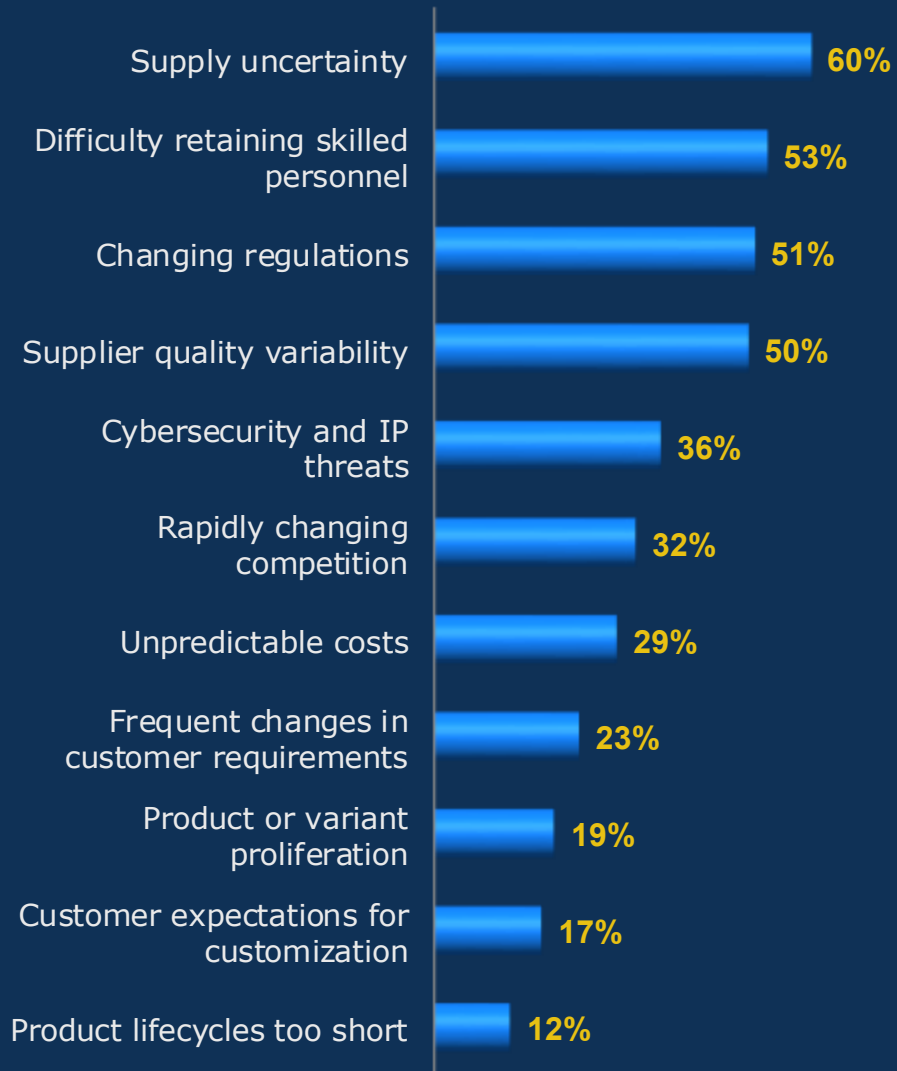 Supply uncertainty
60%
Difficulty retaining skilled
personnel
53%
Changing regulations
51%
Supplier quality variability
50%
Cybersecurity and IP
threats
36%
Rapidly changing
competition
32%
Unpredictable costs
29%
Frequent changes in
customer requirements
23%
Product or variant
proliferation
19%
Customer expectations for
customization
17%
Product lifecycles too short
12%